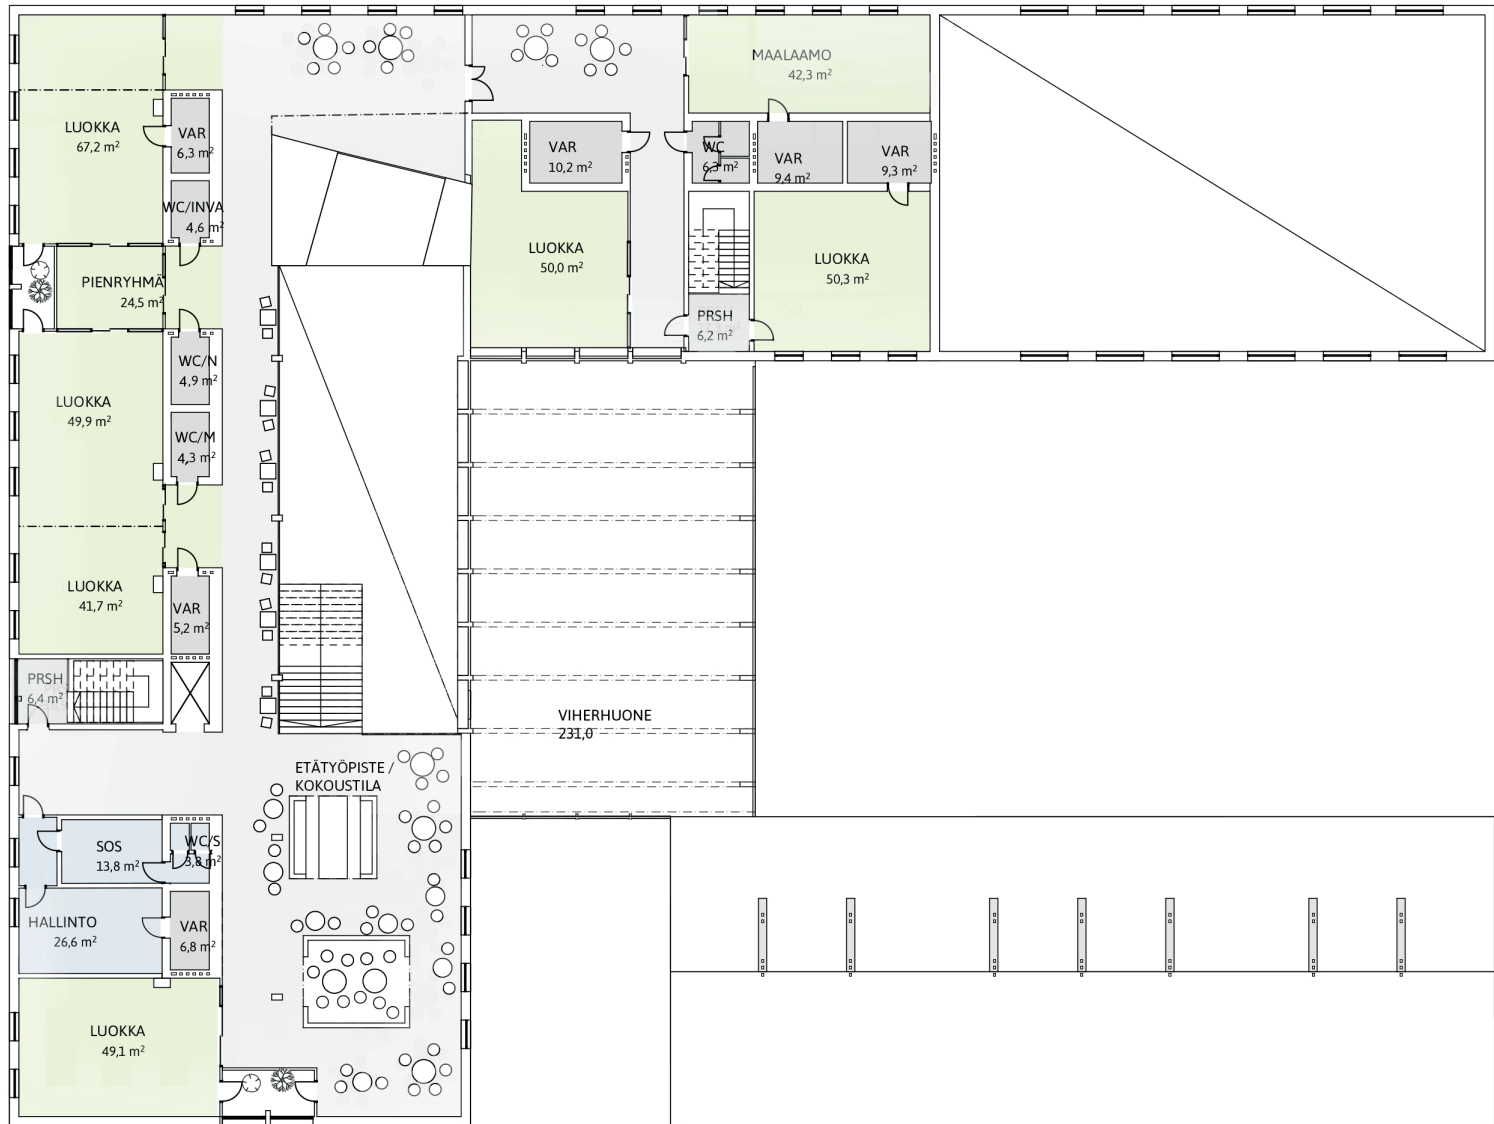 MAALAAMO
42,3 m²
LUOKKA
67,2 m²
VAR
6,3 m²
WC/INVA
4,6 m²
VAR
10,2 m²
WC
6,3 m²
VAR
9,4 m²
VAR
9,3 m²
LUOKKA
50,0 m²
LUOKKA
50,3 m²
PIENRYHMÄ
24,5 m²
PRSH
6,2 m²
WC/N
4,9 m²
LUOKKA
49,9 m²
WC/M
4,3 m²
LUOKKA
41,7 m²
VAR
5,2 m²
PRSH
6,4 m²
VIHERHUONE
231,0
ETÄTYÖPISTE /
KOKOUSTILA
SOS
13,8 m²
WC/S
3,8 m²
HALLINTO
26,6 m²
VAR
6,8 m²
LUOKKA
49,1 m²